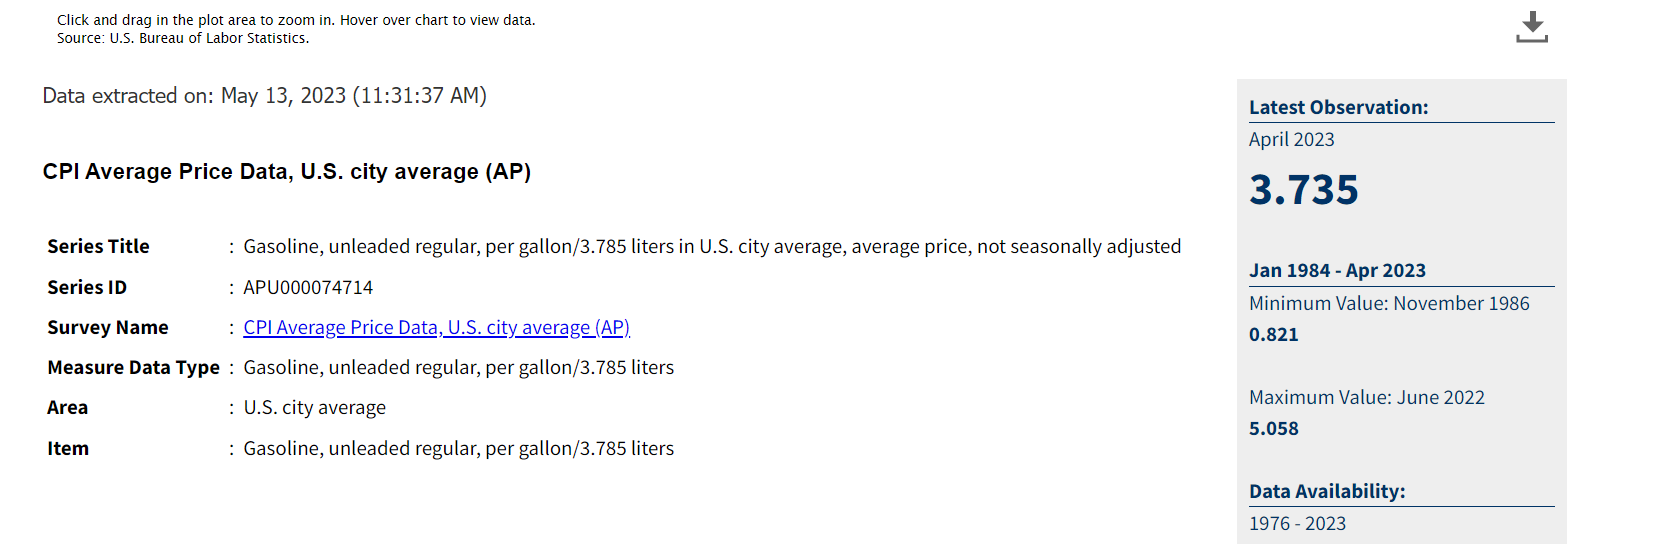 Click and drag in the plot area to zoom in. Hover over chart to view data.
Source: U.S. Bureau of Labor Statistics.
Data extracted on: May 13, 2023 (11:31:37 AM)
CPI Average Price Data, U.S. city average (AP)
Series Title : Gasoline, unleaded regular, per gallon/3.785 liters in U.S. city average, average price, not seasonally adjusted
Series ID : APU000074714
Survey Name : CPI Average Price Data, U.S. city average (AP)
Measure Data Type : Gasoline, unleaded regular, per gallon/3.785 liters
Area : U.S. city average
Item : Gasoline, unleaded regular, per gallon/3.785 liters
Latest Observation:
April 2023
3.735
Jan 1984 - Apr 2023
Minimum Value: November 1986
0.821
Maximum Value: June 2022
5.058
Data Availability:
1976 - 2023